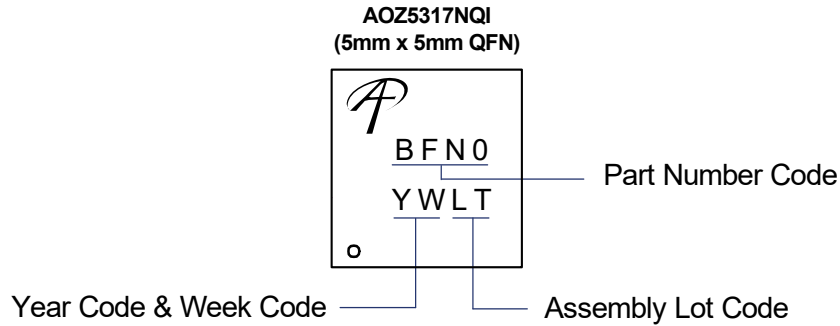 AOZ5317NQI
(5mm x 5mm QFN)
BFN0
Part Number Code
YWLT
Year Code & Week Code
Assembly Lot Code